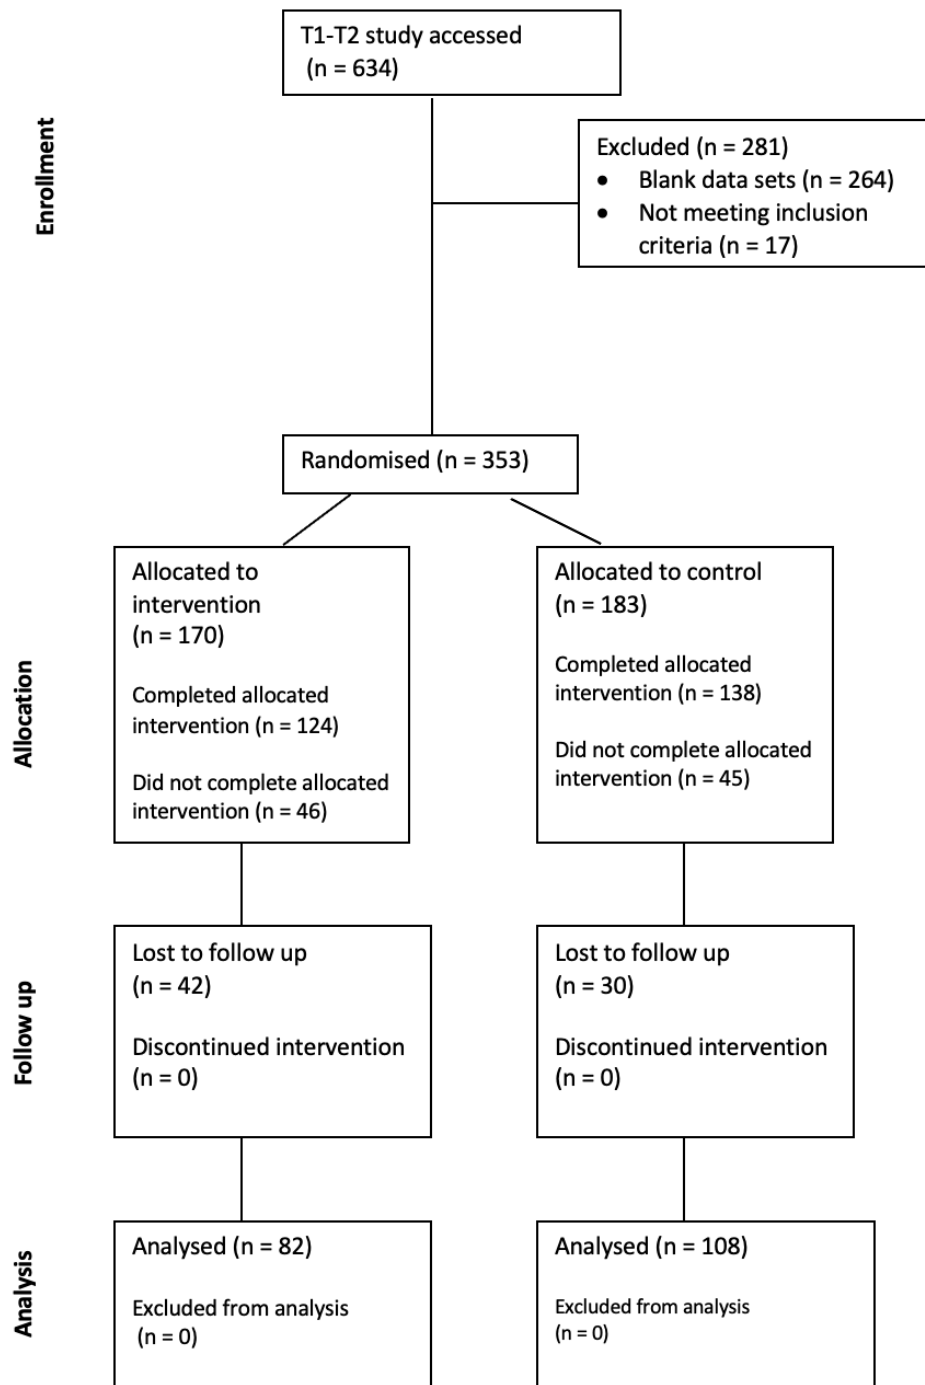 T1-T2 study accessed
(n = 634)
Enrollment
Excluded (n = 281)
• Blank data sets (n = 264)
• Not meeting inclusion
criteria (n = 17)
Randomised (n = 353)
Allocation
Allocated to
intervention
(n = 170)
Completed allocated
intervention (n = 124)
Did not complete allocated
intervention (n = 46)
Allocated to control
(n = 183)
Completed allocated
intervention (n = 138)
Did not complete allocated
intervention (n = 45)
Follow up
Lost to follow up
(n = 42)
Discontinued intervention
(n = 0)
Lost to follow up
(n = 30)
Discontinued intervention
(n = 0)
Analysis
Analysed (n = 82)
Excluded from analysis
(n = 0)
Analysed (n = 108)
Excluded from analysis
(n = 0)